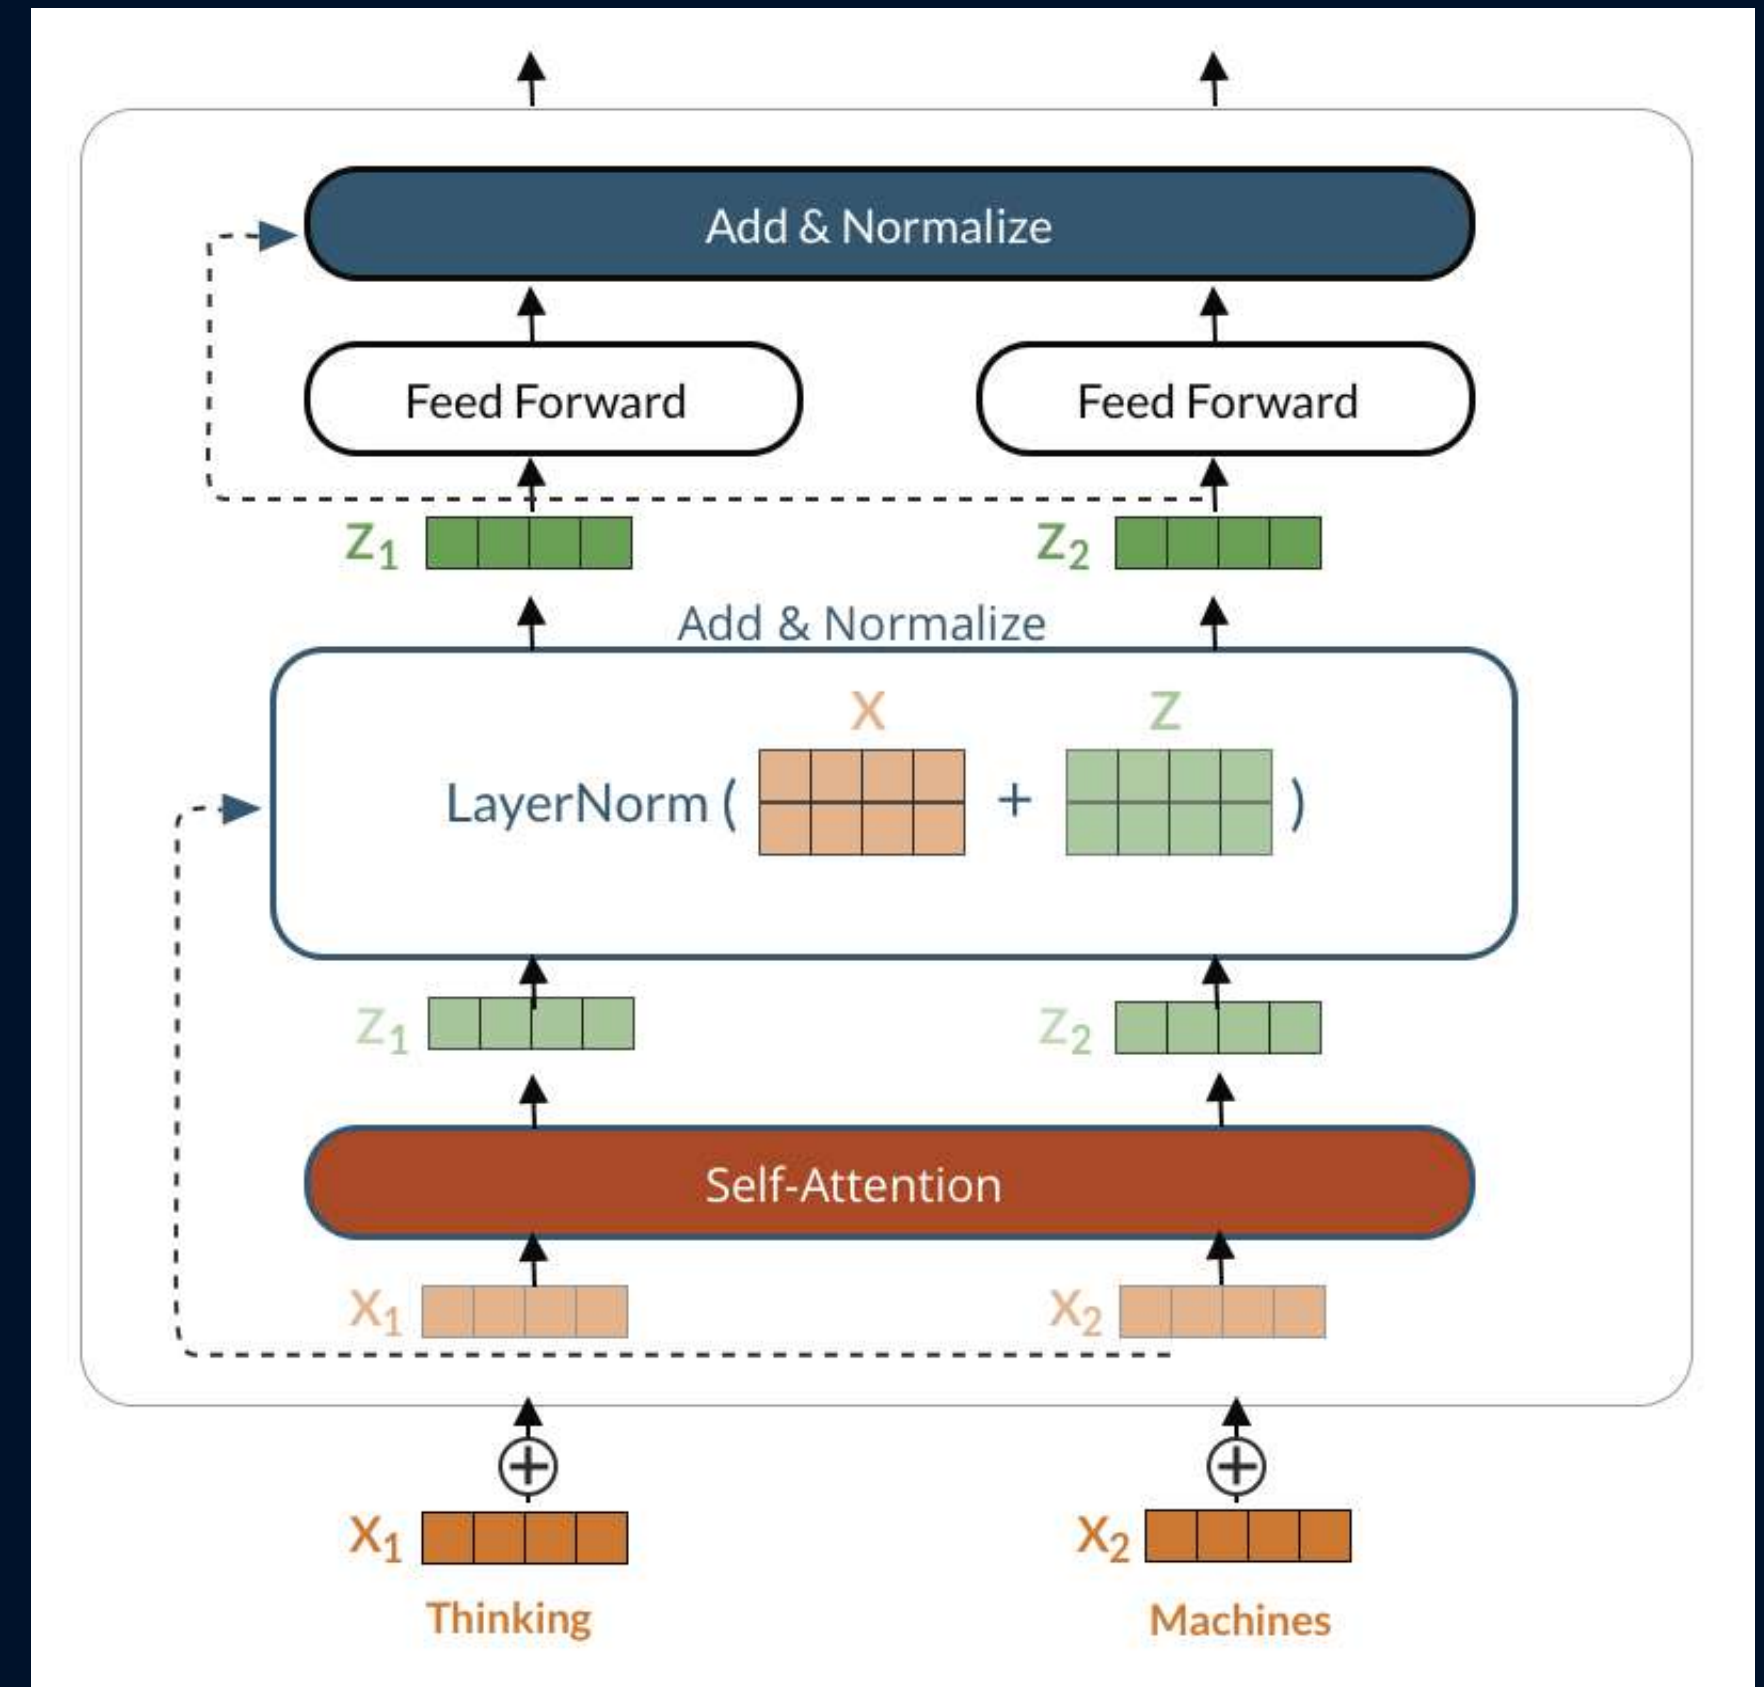 Add & Normalize
Feed Forward Feed Forward
Z1 Z2
Add & Normalize
X Z
LayerNorm ( + )
Z1 Z2
Self-Attention
X1 X2
X1 X2
Thinking Machines